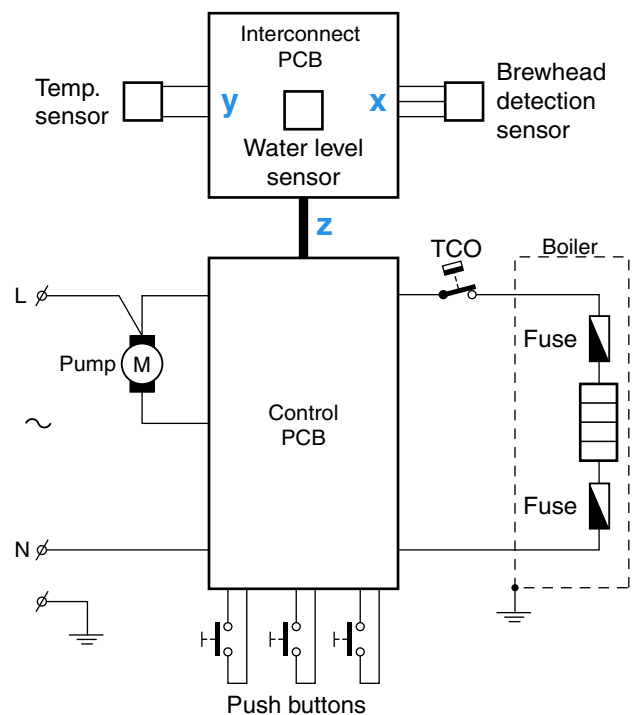 Interconnect
PCB
Temp.
sensor
y
x
Brewhead
detection
sensor
Water level
sensor
z
TCO
Boiler
L
Fuse
Pump
M
Control
PCB
Fuse
N
Push buttons